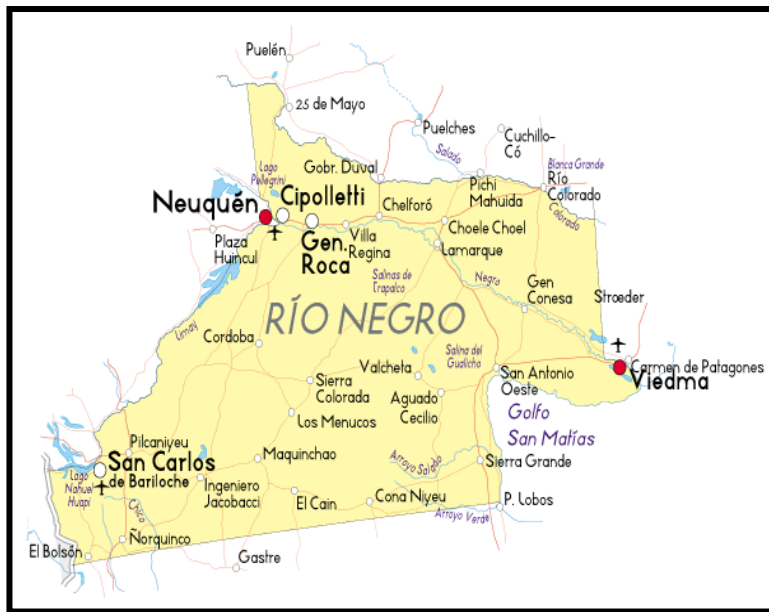 Puelén
25 de Mayo
Puelches
Cuchillo-
Có
Salado
Lago
Pellegrini
Gobr. Duval
Pichi
Mahuida
Blanca Grande
Río
Colorado
Colorado
Neuquén
Cipolletti
Gen.
Roca
Villa
Regina
Chelforó
Choele Choel
Lamarque
Plaza
Huincul
Salinas de
Trapalco
Negro
Gen
Conesa
Stroeder
Limay
RÍO NEGRO
Cordoba
Valcheta
Salina del
Gualicho
San Antonio
Oeste
Carmen de Patagones
Viedma
Sierra
Colorada
Aguado
Cecilio
Los Menucos
Golfo
San Matías
Pilcaniyeu
San Carlos
de Bariloche
Maquinchao
Arroyo Salado
Sierra Grande
Lago
Nahuel
Huapi
Ingeniero
Jacobacci
El Cain
Cona Niyeu
P. Lobos
Chico
Arroyo Verde
El Bolsón
Ñorquinco
Gastre